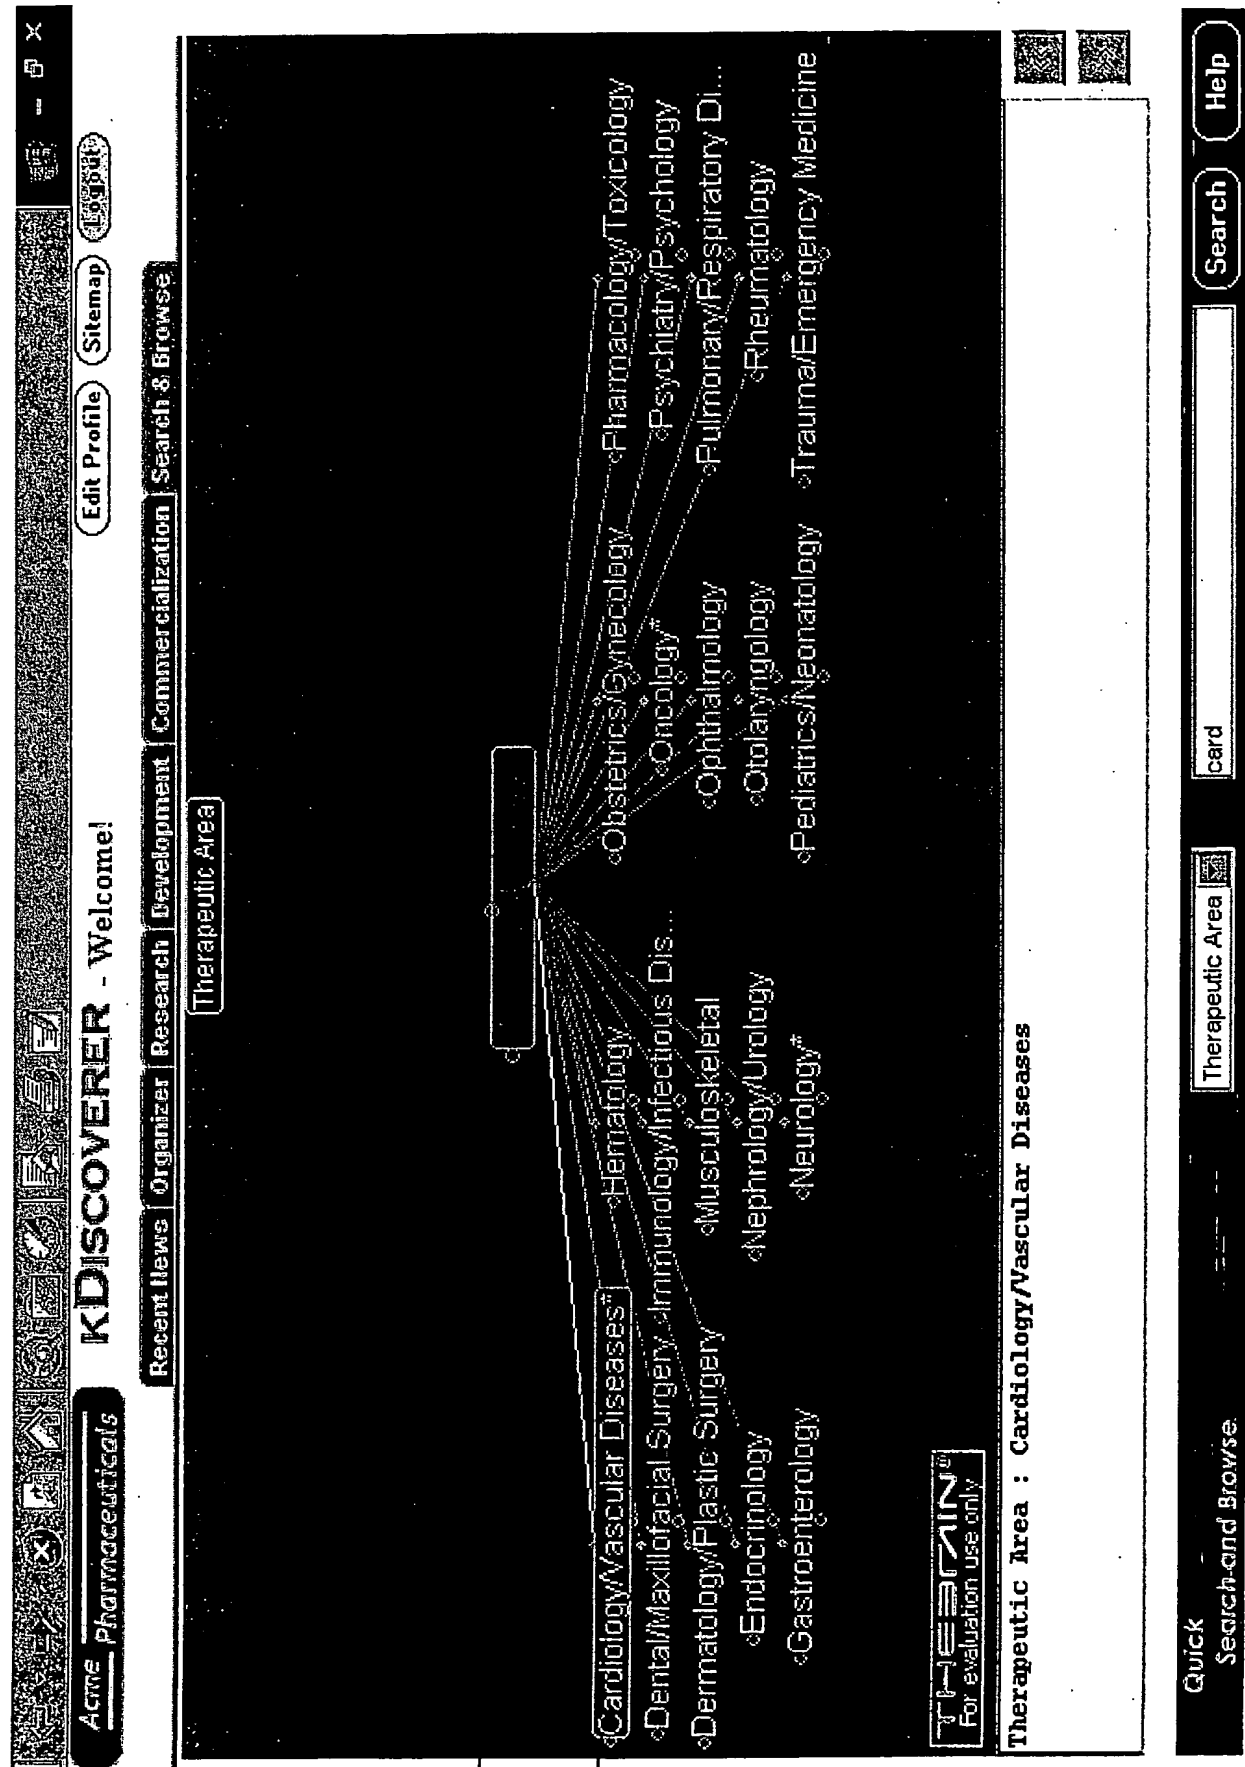 Acme
Pharmaceuticals
KDISCOVERER - Welcome!
Edit Profile
Sitemap
Logout
Recent News
Organizer
Research
Development
Commercialization
Search & Browse
Therapeutic Area
Cardiology/Vascular Diseases*
Hematology
Obstetrics/Gynecology
Pharmacology/Toxicology
Dental/Maxillofacial Surgery
Immunology/Infectious Dis...
Oncology*
Psychiatry/Psychology
Dermatology/Plastic Surgery
Musculoskeletal
Ophthalmology
Pulmonary/Respiratory Di...
Endocrinology
Nephrology/Urology
Otolaryngology
Rheumatology
Gastroenterology
Neurology*
Pediatrics/Neonatology
Trauma/Emergency Medicine
THEBRAIN®
For evaluation use only
Therapeutic Area : Cardiology/Vascular Diseases
Quick
Search and Browse
Therapeutic Area
card
Search
Help